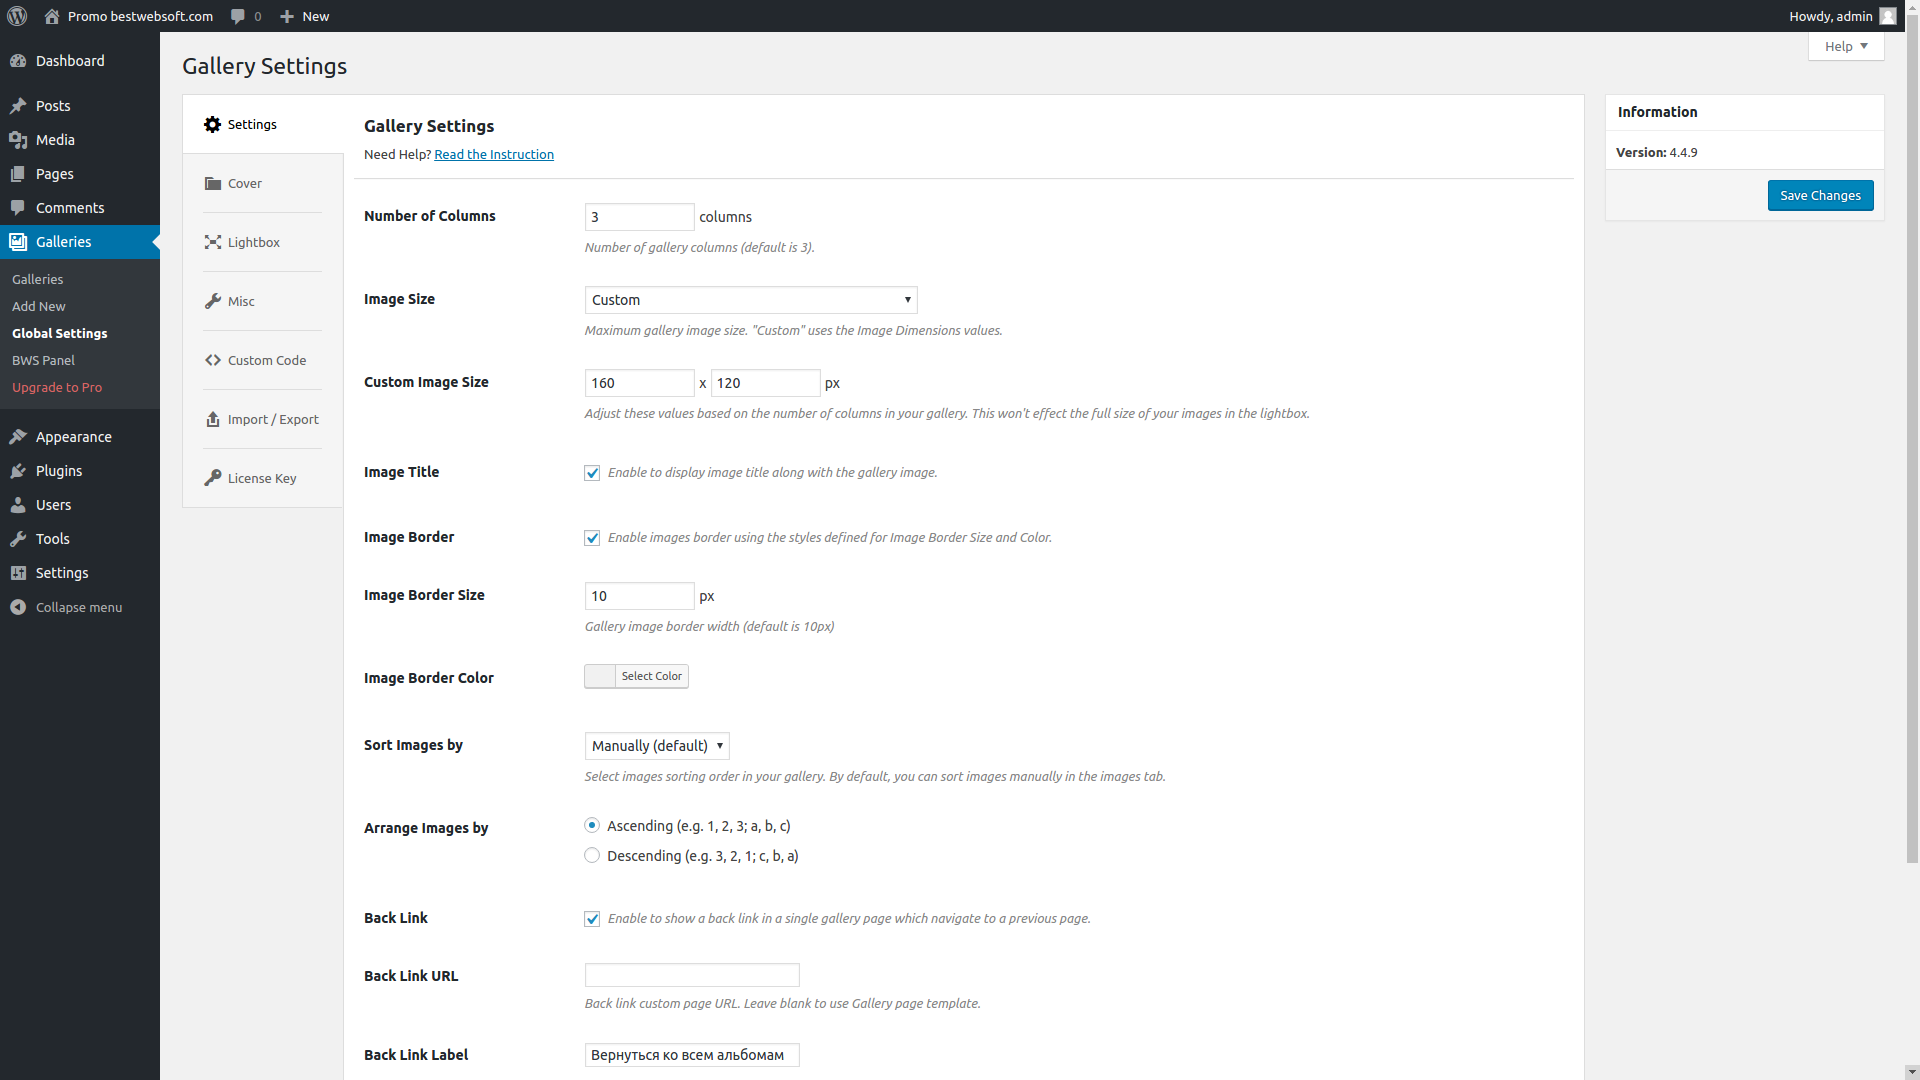 Promo bestwebsoft.com 0 New Howdy, admin
Help
Dashboard
Posts
Media
Pages
Comments
Galleries
Galleries
Add New
Global Settings
BWS Panel
Upgrade to Pro
Appearance
Plugins
Users
Tools
Settings
Collapse menu
Gallery Settings
Settings
Cover
Lightbox
Misc
Custom Code
Import / Export
License Key
Gallery Settings
Need Help? Read the Instruction
Number of Columns 3 columns
Number of gallery columns (default is 3).
Image Size Custom
Maximum gallery image size. "Custom" uses the Image Dimensions values.
Custom Image Size 160 x 120 px
Adjust these values based on the number of columns in your gallery. This won't effect the full size of your images in the lightbox.
Image Title Enable to display image title along with the gallery image.
Image Border Enable images border using the styles defined for Image Border Size and Color.
Image Border Size 10 px
Gallery image border width (default is 10px)
Image Border Color Select Color
Sort Images by Manually (default)
Select images sorting order in your gallery. By default, you can sort images manually in the images tab.
Arrange Images by Ascending (e.g. 1, 2, 3; a, b, c)
Descending (e.g. 3, 2, 1; c, b, a)
Back Link Enable to show a back link in a single gallery page which navigate to a previous page.
Back Link URL
Back link custom page URL. Leave blank to use Gallery page template.
Back Link Label Вернуться ко всем альбомам
Information
Version: 4.4.9
Save Changes